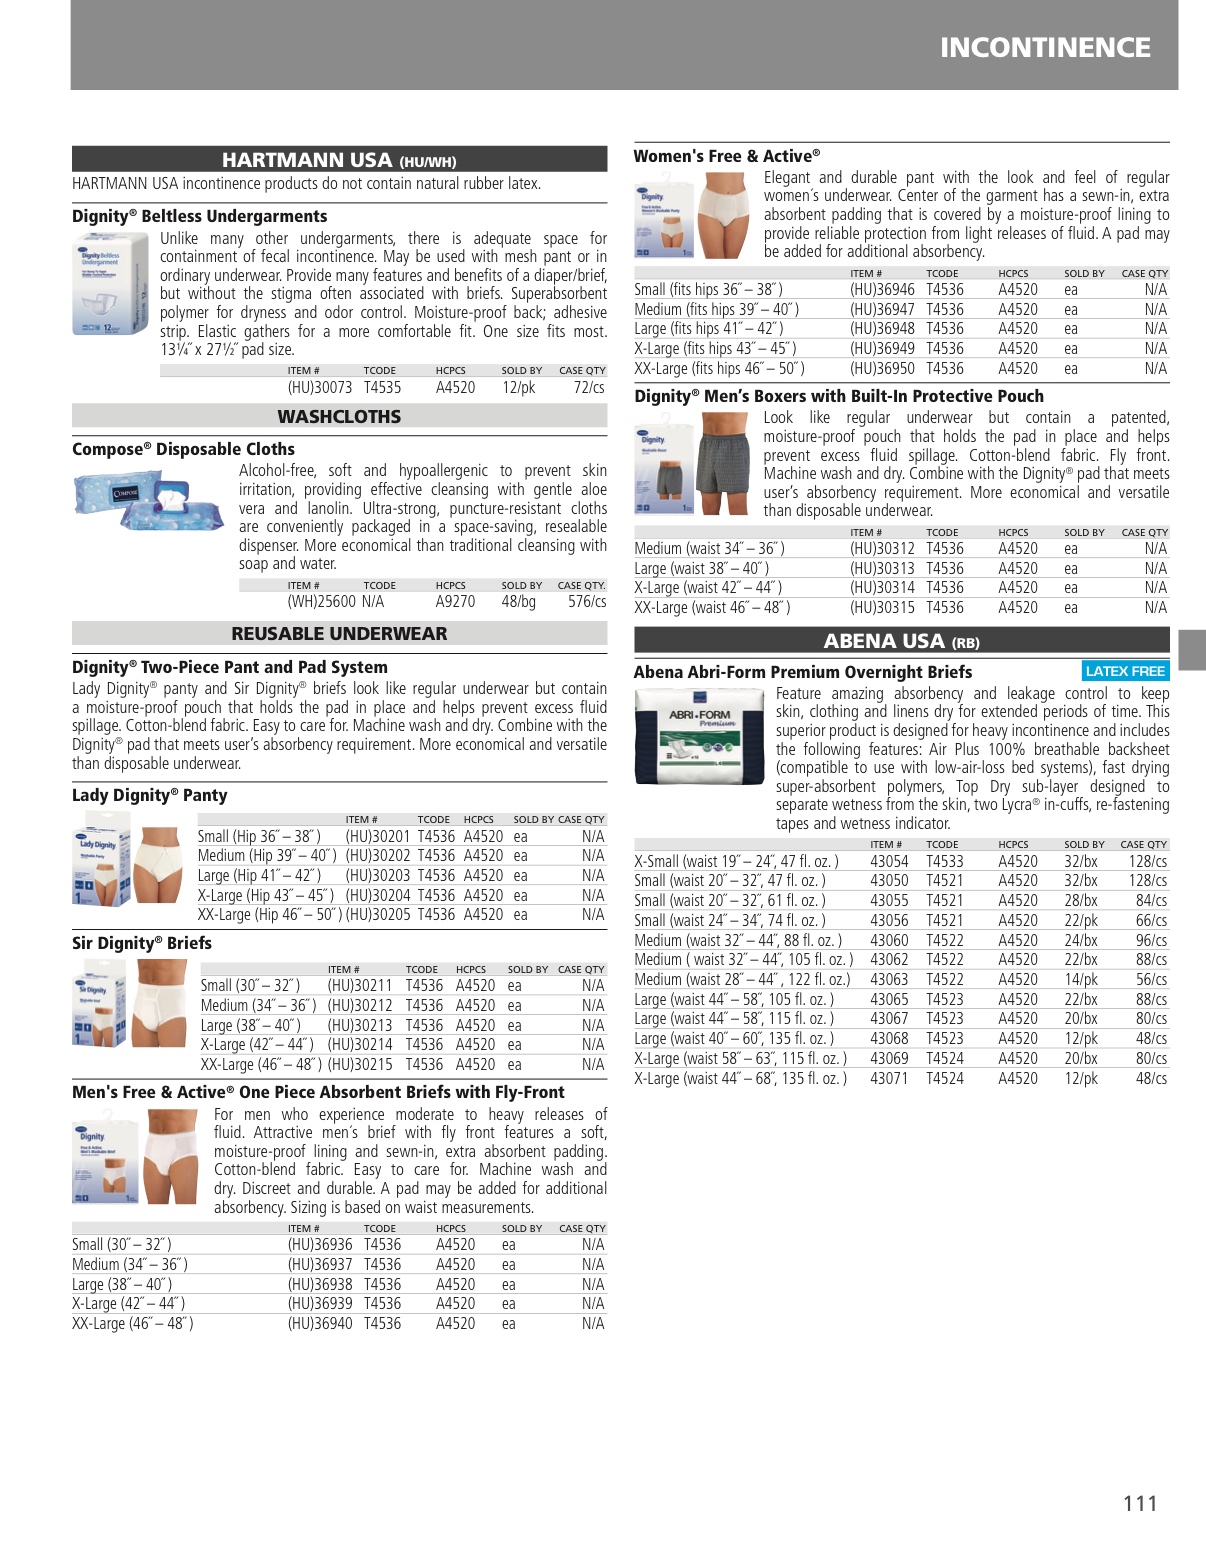 INCONTINENCE
HARTMANN USA (HU/WH)
HARTMANN USA incontinence products do not contain natural rubber latex.
Dignity® Beltless Undergarments
Unlike many other undergarments, there is adequate space for
containment of fecal incontinence. May be used with mesh pant or in
ordinary underwear. Provide many features and benefits of a diaper/brief,
but without the stigma often associated with briefs. Superabsorbent
polymer for dryness and odor control. Moisture-proof back; adhesive
strip. Elastic gathers for a more comfortable fit. One size fits most.
13¼˝ x 27½˝ pad size.
ITEM # TCODE HCPCS SOLD BY CASE QTY
(HU)30073 T4535 A4520 12/pk 72/cs
WASHCLOTHS
Compose® Disposable Cloths
Alcohol-free, soft and hypoallergenic to prevent skin
irritation, providing effective cleansing with gentle aloe
vera and lanolin. Ultra-strong, puncture-resistant cloths
are conveniently packaged in a space-saving, resealable
dispenser. More economical than traditional cleansing with
soap and water.
ITEM # TCODE HCPCS SOLD BY CASE QTY.
(WH)25600 N/A A9270 48/bg 576/cs
REUSABLE UNDERWEAR
Dignity® Two-Piece Pant and Pad System
Lady Dignity® panty and Sir Dignity® briefs look like regular underwear but contain
a moisture-proof pouch that holds the pad in place and helps prevent excess fluid
spillage. Cotton-blend fabric. Easy to care for. Machine wash and dry. Combine with the
Dignity® pad that meets user’s absorbency requirement. More economical and versatile
than disposable underwear.
Lady Dignity® Panty
ITEM # TCODE HCPCS SOLD BY CASE QTY
Small (Hip 36˝ – 38˝ ) (HU)30201 T4536 A4520 ea N/A
Medium (Hip 39˝ – 40˝ ) (HU)30202 T4536 A4520 ea N/A
Large (Hip 41˝ – 42˝ ) (HU)30203 T4536 A4520 ea N/A
X-Large (Hip 43˝ – 45˝ ) (HU)30204 T4536 A4520 ea N/A
XX-Large (Hip 46˝ – 50˝ ) (HU)30205 T4536 A4520 ea N/A
Sir Dignity® Briefs
ITEM # TCODE HCPCS SOLD BY CASE QTY
Small (30˝ – 32˝ ) (HU)30211 T4536 A4520 ea N/A
Medium (34˝ – 36˝ ) (HU)30212 T4536 A4520 ea N/A
Large (38˝ – 40˝ ) (HU)30213 T4536 A4520 ea N/A
X-Large (42˝ – 44˝ ) (HU)30214 T4536 A4520 ea N/A
XX-Large (46˝ – 48˝ ) (HU)30215 T4536 A4520 ea N/A
Men's Free & Active® One Piece Absorbent Briefs with Fly-Front
For men who experience moderate to heavy releases of
fluid. Attractive men´s brief with fly front features a soft,
moisture-proof lining and sewn-in, extra absorbent padding.
Cotton-blend fabric. Easy to care for. Machine wash and
dry. Discreet and durable. A pad may be added for additional
absorbency. Sizing is based on waist measurements.
ITEM # TCODE HCPCS SOLD BY CASE QTY
Small (30˝ – 32˝ ) (HU)36936 T4536 A4520 ea N/A
Medium (34˝ – 36˝ ) (HU)36937 T4536 A4520 ea N/A
Large (38˝ – 40˝ ) (HU)36938 T4536 A4520 ea N/A
X-Large (42˝ – 44˝ ) (HU)36939 T4536 A4520 ea N/A
XX-Large (46˝ – 48˝ ) (HU)36940 T4536 A4520 ea N/A
Women's Free & Active®
Elegant and durable pant with the look and feel of regular
women´s underwear. Center of the garment has a sewn-in, extra
absorbent padding that is covered by a moisture-proof lining to
provide reliable protection from light releases of fluid. A pad may
be added for additional absorbency.
ITEM # TCODE HCPCS SOLD BY CASE QTY
Small (fits hips 36˝ – 38˝ ) (HU)36946 T4536 A4520 ea N/A
Medium (fits hips 39˝ – 40˝ ) (HU)36947 T4536 A4520 ea N/A
Large (fits hips 41˝ – 42˝ ) (HU)36948 T4536 A4520 ea N/A
X-Large (fits hips 43˝ – 45˝ ) (HU)36949 T4536 A4520 ea N/A
XX-Large (fits hips 46˝ – 50˝ ) (HU)36950 T4536 A4520 ea N/A
Dignity® Men’s Boxers with Built-In Protective Pouch
Look like regular underwear but contain a patented,
moisture-proof pouch that holds the pad in place and helps
prevent excess fluid spillage. Cotton-blend fabric. Fly front.
Machine wash and dry. Combine with the Dignity® pad that meets
user’s absorbency requirement. More economical and versatile
than disposable underwear.
ITEM # TCODE HCPCS SOLD BY CASE QTY
Medium (waist 34˝ – 36˝ ) (HU)30312 T4536 A4520 ea N/A
Large (waist 38˝ – 40˝ ) (HU)30313 T4536 A4520 ea N/A
X-Large (waist 42˝ – 44˝ ) (HU)30314 T4536 A4520 ea N/A
XX-Large (waist 46˝ – 48˝ ) (HU)30315 T4536 A4520 ea N/A
ABENA USA (RB)
Abena Abri-Form Premium Overnight Briefs LATEX FREE
ABRI•FORM
Premium
Feature amazing absorbency and leakage control to keep
skin, clothing and linens dry for extended periods of time. This
superior product is designed for heavy incontinence and includes
the following features: Air Plus 100% breathable backsheet
(compatible to use with low-air-loss bed systems), fast drying
super-absorbent polymers, Top Dry sub-layer designed to
separate wetness from the skin, two Lycra® in-cuffs, re-fastening
tapes and wetness indicator.
ITEM # TCODE HCPCS SOLD BY CASE QTY
X-Small (waist 19˝ – 24˝, 47 fl. oz. ) 43054 T4533 A4520 32/bx 128/cs
Small (waist 20˝ – 32˝, 47 fl. oz. ) 43050 T4521 A4520 32/bx 128/cs
Small (waist 20˝ – 32˝, 61 fl. oz. ) 43055 T4521 A4520 28/bx 84/cs
Small (waist 24˝ – 34˝, 74 fl. oz. ) 43056 T4521 A4520 22/pk 66/cs
Medium (waist 32˝ – 44˝, 88 fl. oz. ) 43060 T4522 A4520 24/bx 96/cs
Medium ( waist 32˝ – 44˝, 105 fl. oz. ) 43062 T4522 A4520 22/bx 88/cs
Medium (waist 28˝ – 44˝ , 122 fl. oz.) 43063 T4522 A4520 14/pk 56/cs
Large (waist 44˝ – 58˝, 105 fl. oz. ) 43065 T4523 A4520 22/bx 88/cs
Large (waist 44˝ – 58˝, 115 fl. oz. ) 43067 T4523 A4520 20/bx 80/cs
Large (waist 40˝ – 60˝, 135 fl. oz. ) 43068 T4523 A4520 12/pk 48/cs
X-Large (waist 58˝ – 63˝, 115 fl. oz. ) 43069 T4524 A4520 20/bx 80/cs
X-Large (waist 44˝ – 68˝, 135 fl. oz. ) 43071 T4524 A4520 12/pk 48/cs
111